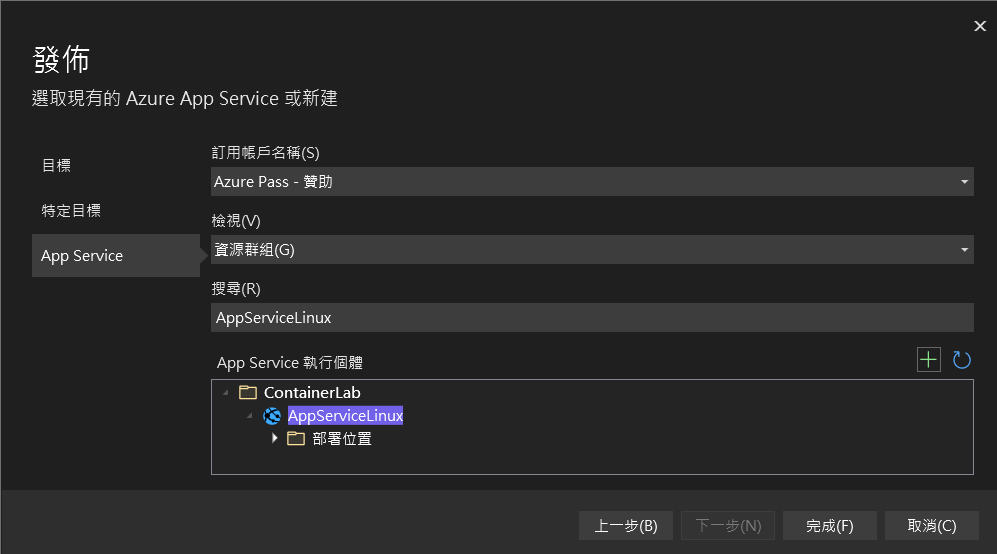 發佈
選取現有的 Azure App Service 或新建
目標
特定目標
App Service
訂用帳戶名稱(S)
Azure Pass - 贊助
檢視(V)
資源群組(G)
搜尋(R)
AppServiceLinux
App Service 執行個體
ContainerLab
AppServiceLinux
部署位置
上一步(B)
下一步(N)
完成(F)
取消(C)